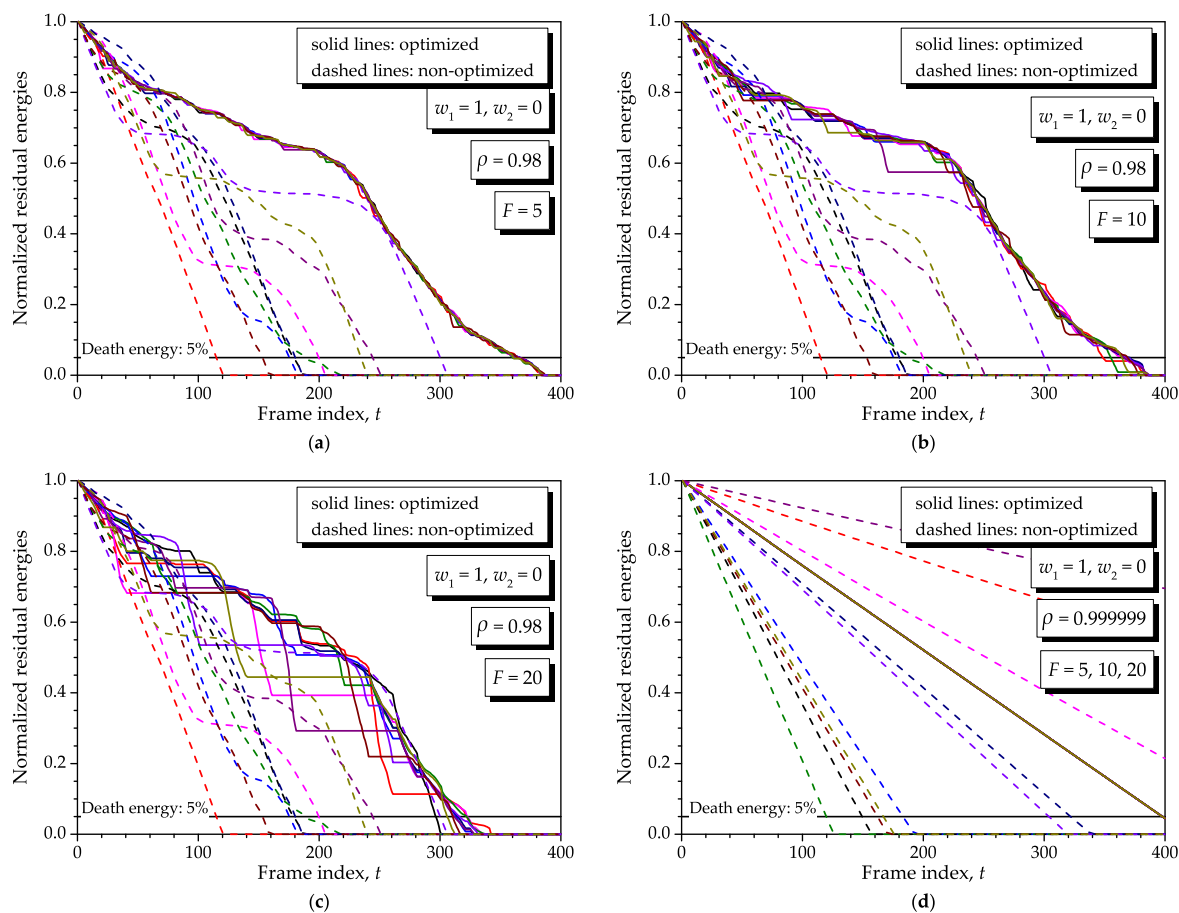 1.0
0.8
0.6
0.4
0.2
0.0
Normalized residual energies
solid lines: optimized
dashed lines: non-optimized
w1 = 1, w2 = 0
ρ = 0.98
F = 5
Death energy: 5%
0 100 200 300 400
Frame index, t
(a)
1.0
0.8
0.6
0.4
0.2
0.0
Normalized residual energies
solid lines: optimized
dashed lines: non-optimized
w1 = 1, w2 = 0
ρ = 0.98
F = 10
Death energy: 5%
0 100 200 300 400
Frame index, t
(b)
1.0
0.8
0.6
0.4
0.2
0.0
Normalized residual energies
solid lines: optimized
dashed lines: non-optimized
w1 = 1, w2 = 0
ρ = 0.98
F = 20
Death energy: 5%
0 100 200 300 400
Frame index, t
(c)
1.0
0.8
0.6
0.4
0.2
0.0
Normalized residual energies
solid lines: optimized
dashed lines: non-optimized
w1 = 1, w2 = 0
ρ = 0.999999
F = 5, 10, 20
Death energy: 5%
0 100 200 300 400
Frame index, t
(d)